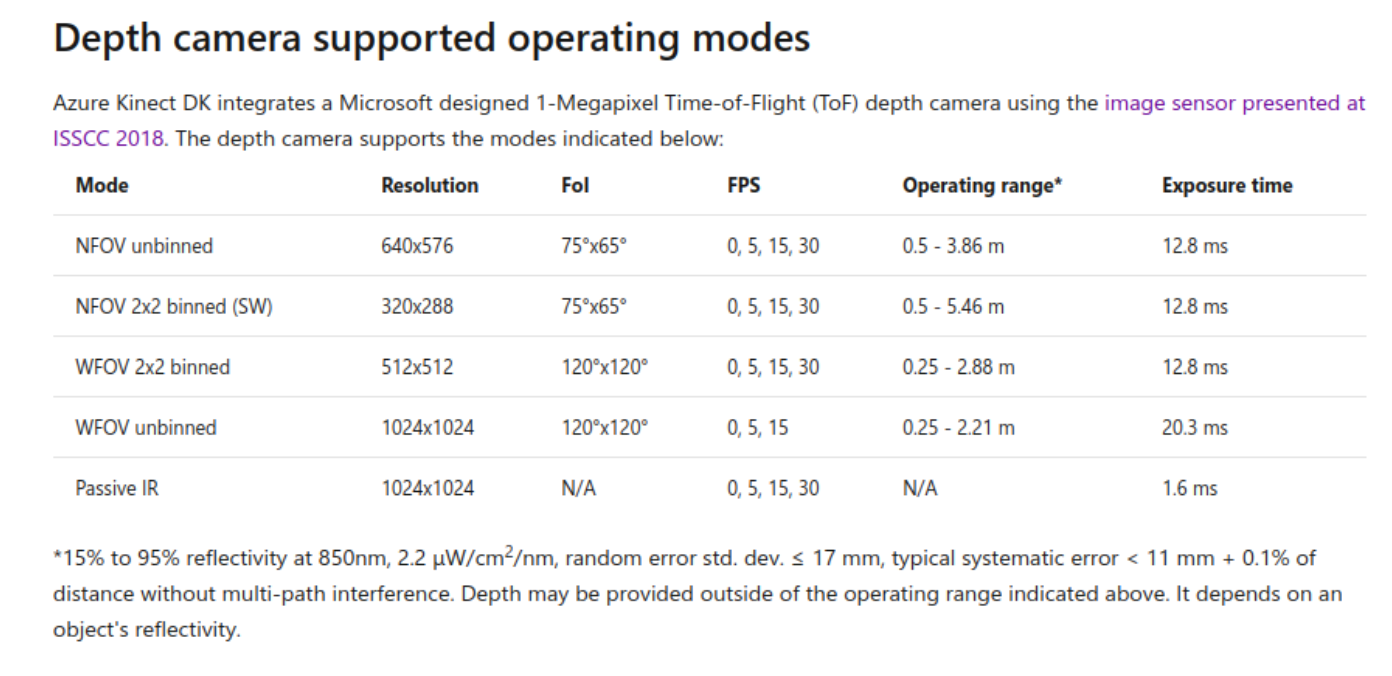 Depth camera supported operating modes
Azure Kinect DK integrates a Microsoft designed 1-Megapixel Time-of-Flight (ToF) depth camera using the image sensor presented at
ISSCC 2018. The depth camera supports the modes indicated below:
Mode Resolution FoI FPS Operating range* Exposure time
NFOV unbinned 640x576 75°x65° 0, 5, 15, 30 0.5 - 3.86 m 12.8 ms
NFOV 2x2 binned (SW) 320x288 75°x65° 0, 5, 15, 30 0.5 - 5.46 m 12.8 ms
WFOV 2x2 binned 512x512 120°x120° 0, 5, 15, 30 0.25 - 2.88 m 12.8 ms
WFOV unbinned 1024x1024 120°x120° 0, 5, 15 0.25 - 2.21 m 20.3 ms
Passive IR 1024x1024 N/A 0, 5, 15, 30 N/A 1.6 ms
*15% to 95% reflectivity at 850nm, 2.2 μW/cm²/nm, random error std. dev. ≤ 17 mm, typical systematic error < 11 mm + 0.1% of
distance without multi-path interference. Depth may be provided outside of the operating range indicated above. It depends on an
object's reflectivity.